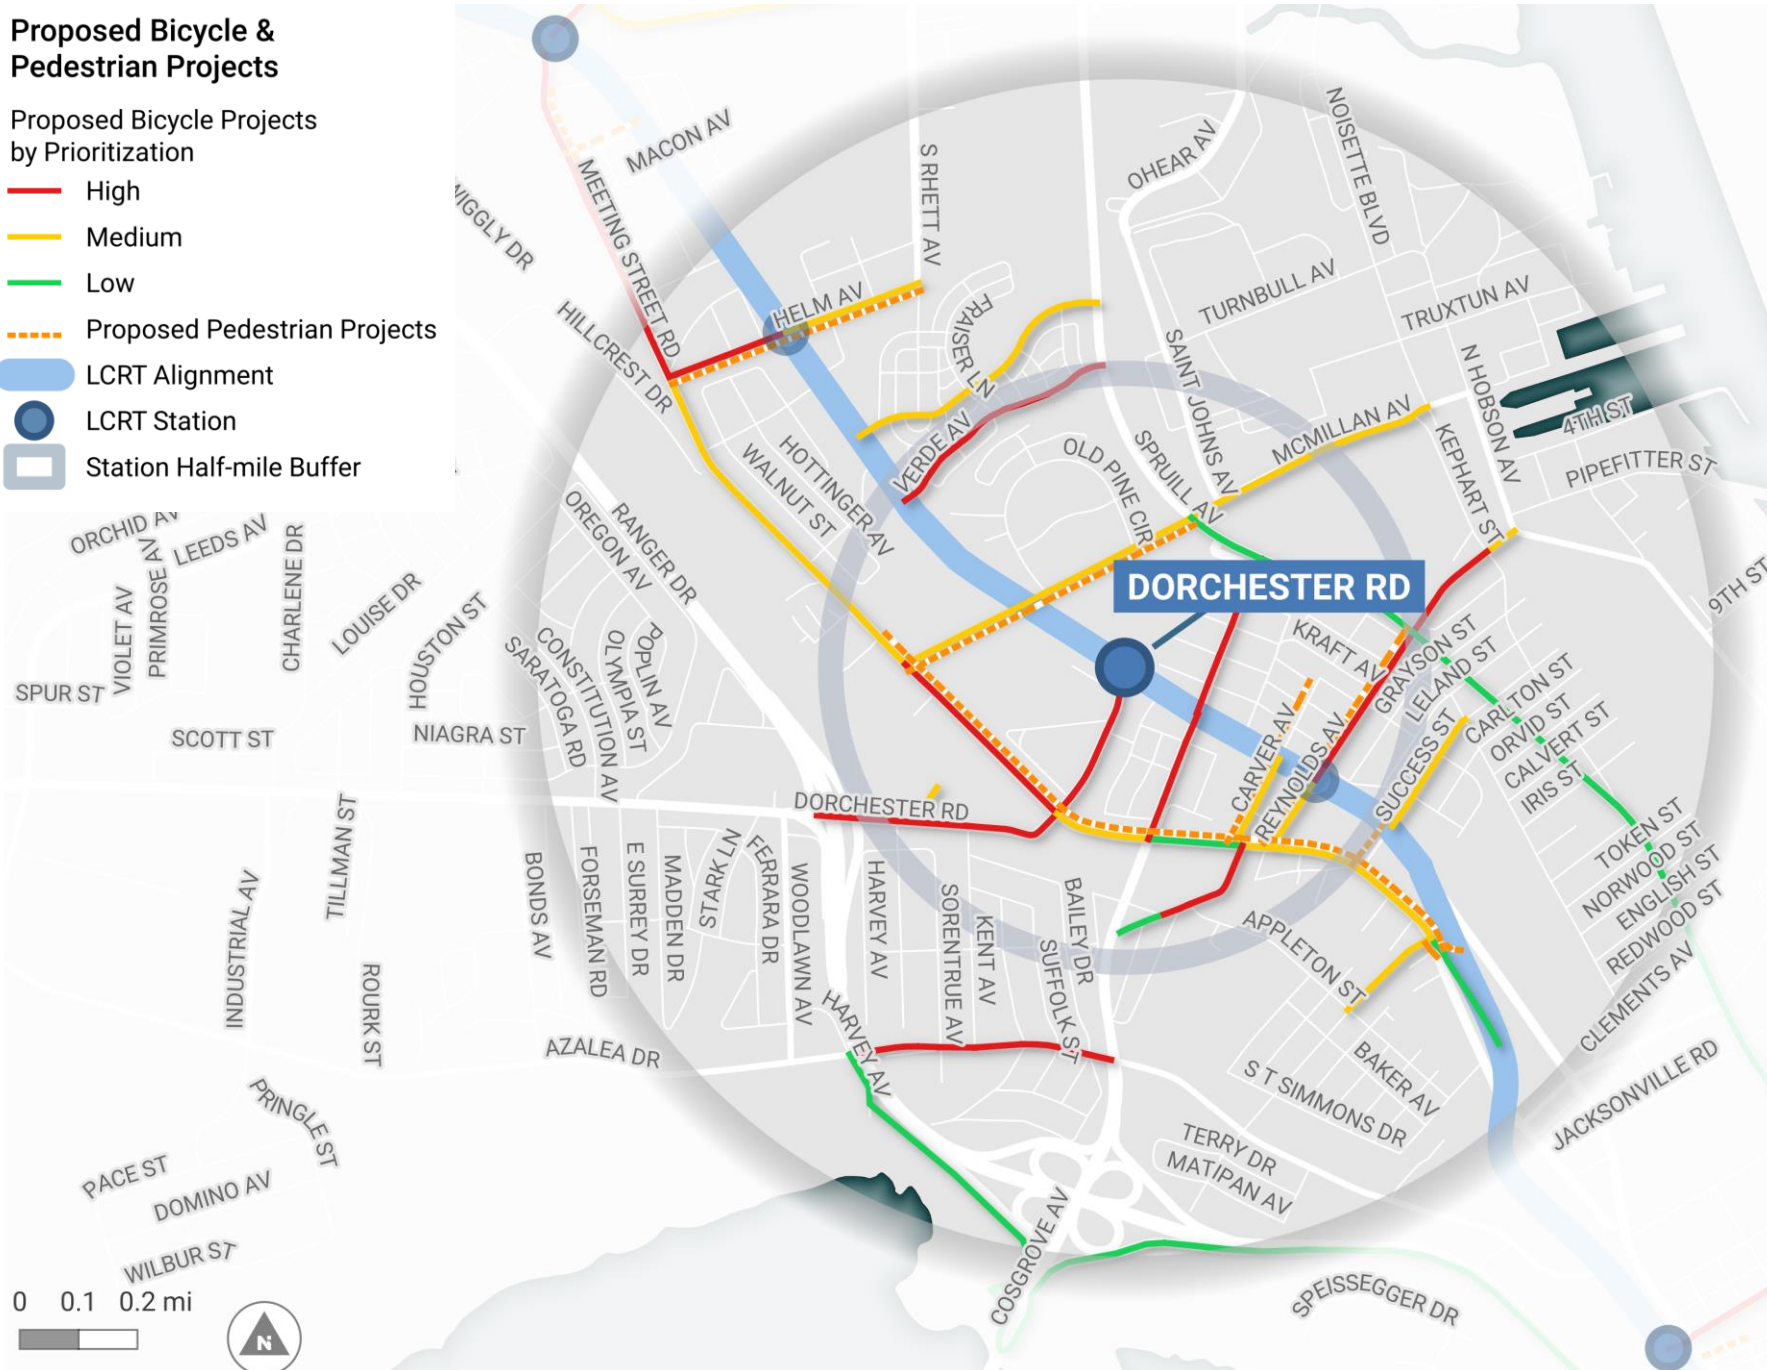 Proposed Bicycle &
Pedestrian Projects
Proposed Bicycle Projects
by Prioritization
High
Medium
Low
Proposed Pedestrian Projects
LCRT Alignment
LCRT Station
Station Half-mile Buffer
MACON AV
MEETING STREET RD
HILLCREST DR
S RHETT AV
OHEAR AV
NOISETTE BLVD
HELM AV
FRAISER LN
TURNBULL AV
TRUXTUN AV
SAINT JOHNS AV
N HOBSON AV
4TH ST
PIPEFITTER ST
KEPHART ST
MCMILLAN AV
SPRUILL AV
OLD PINE CIR
VERDE AV
HOTTINGER AV
WALNUT ST
RANGER DR
OREGON AV
ORCHID AV
LEEDS AV
PRIMROSE AV
VIOLET AV
CHARLENE DR
LOUISE DR
HOUSTON ST
SPUR ST
SCOTT ST
NIAGRA ST
SARATOGA RD
CONSTITUTION AV
OLYMPIA ST
POPLIN AV
DORCHESTER RD
9TH ST
KRAFT AV
GRAYSON ST
LELAND ST
CARLTON ST
ORVID ST
CALVERT ST
IRIS ST
SUCCESS ST
CARVER AV
REYNOLDS AV
DORCHESTER RD
TOKEN ST
NORWOOD ST
ENGLISH ST
REDWOOD ST
CLEMENTS AV
JACKSONVILLE RD
TILLMAN ST
INDUSTRIAL AV
ROURK ST
BONDS AV
FORSEMAN RD
E SURREY DR
MADDEN DR
STARK LN
FERRARA DR
WOODLAWN AV
HARVEY AV
SORENTRUE AV
KENT AV
SUFFOLK ST
BAILEY DR
APPLETON ST
BAKER AV
S T SIMMONS DR
TERRY DR
MATIPAN AV
HARVEY AV
AZALEA DR
PRINGLE ST
PACE ST
DOMINO AV
WILBUR ST
COSGROVE AV
SPEISSEGGER DR
0 0.1 0.2 mi
N